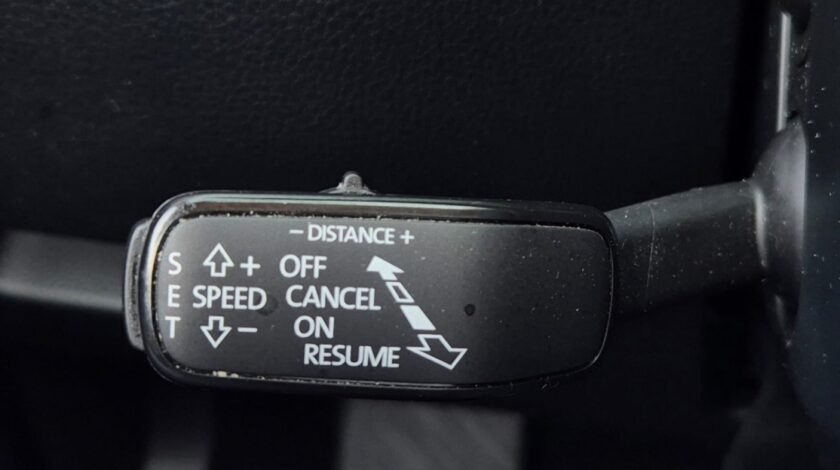 – DISTANCE +
S + OFF
E SPEED CANCEL
T – ON
RESUME